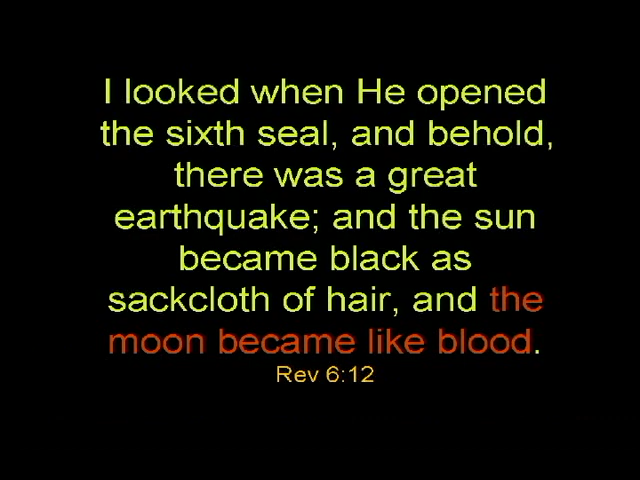 I looked when He opened
the sixth seal, and behold,
there was a great
earthquake; and the sun
became black as
sackcloth of hair, and the
moon became like blood.
Rev 6:12